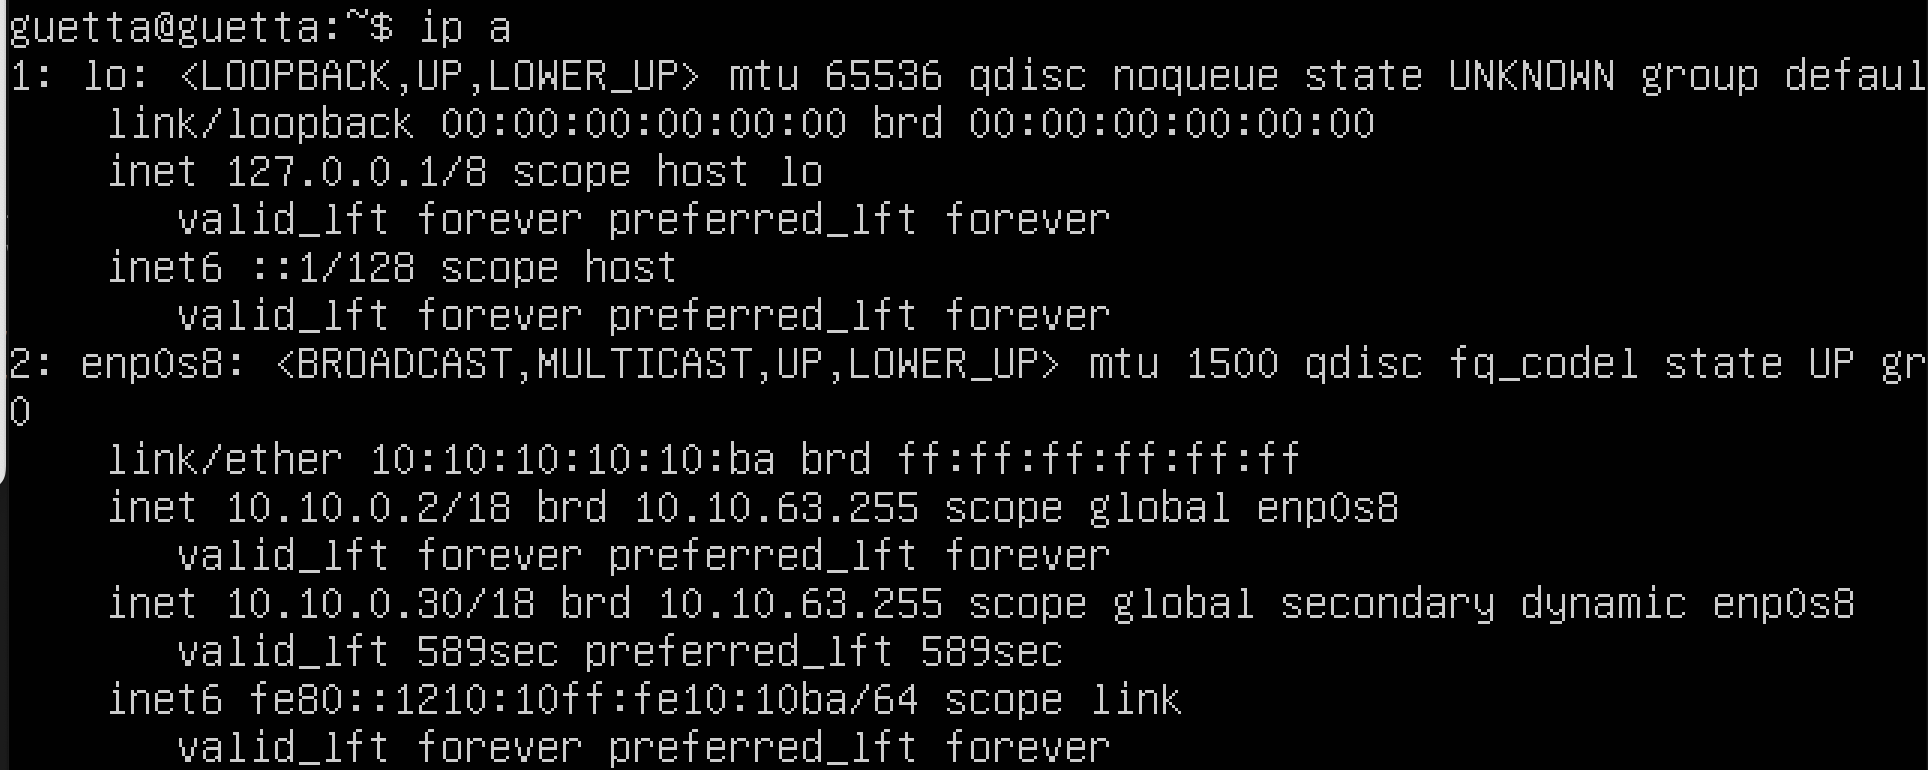 guetta@guetta:~$ ip a
1: lo: <LOOPBACK,UP,LOWER_UP> mtu 65536 qdisc noqueue state UNKNOWN group defaul
    link/loopback 00:00:00:00:00:00 brd 00:00:00:00:00:00
    inet 127.0.0.1/8 scope host lo
       valid_lft forever preferred_lft forever
    inet6 ::1/128 scope host
       valid_lft forever preferred_lft forever
2: enp0s8: <BROADCAST,MULTICAST,UP,LOWER_UP> mtu 1500 qdisc fq_codel state UP gr
0
    link/ether 10:10:10:10:10:ba brd ff:ff:ff:ff:ff:ff
    inet 10.10.0.2/18 brd 10.10.63.255 scope global enp0s8
       valid_lft forever preferred_lft forever
    inet 10.10.0.30/18 brd 10.10.63.255 scope global secondary dynamic enp0s8
       valid_lft 589sec preferred_lft 589sec
    inet6 fe80::1210:10ff:fe10:10ba/64 scope link
       valid_lft forever preferred_lft forever